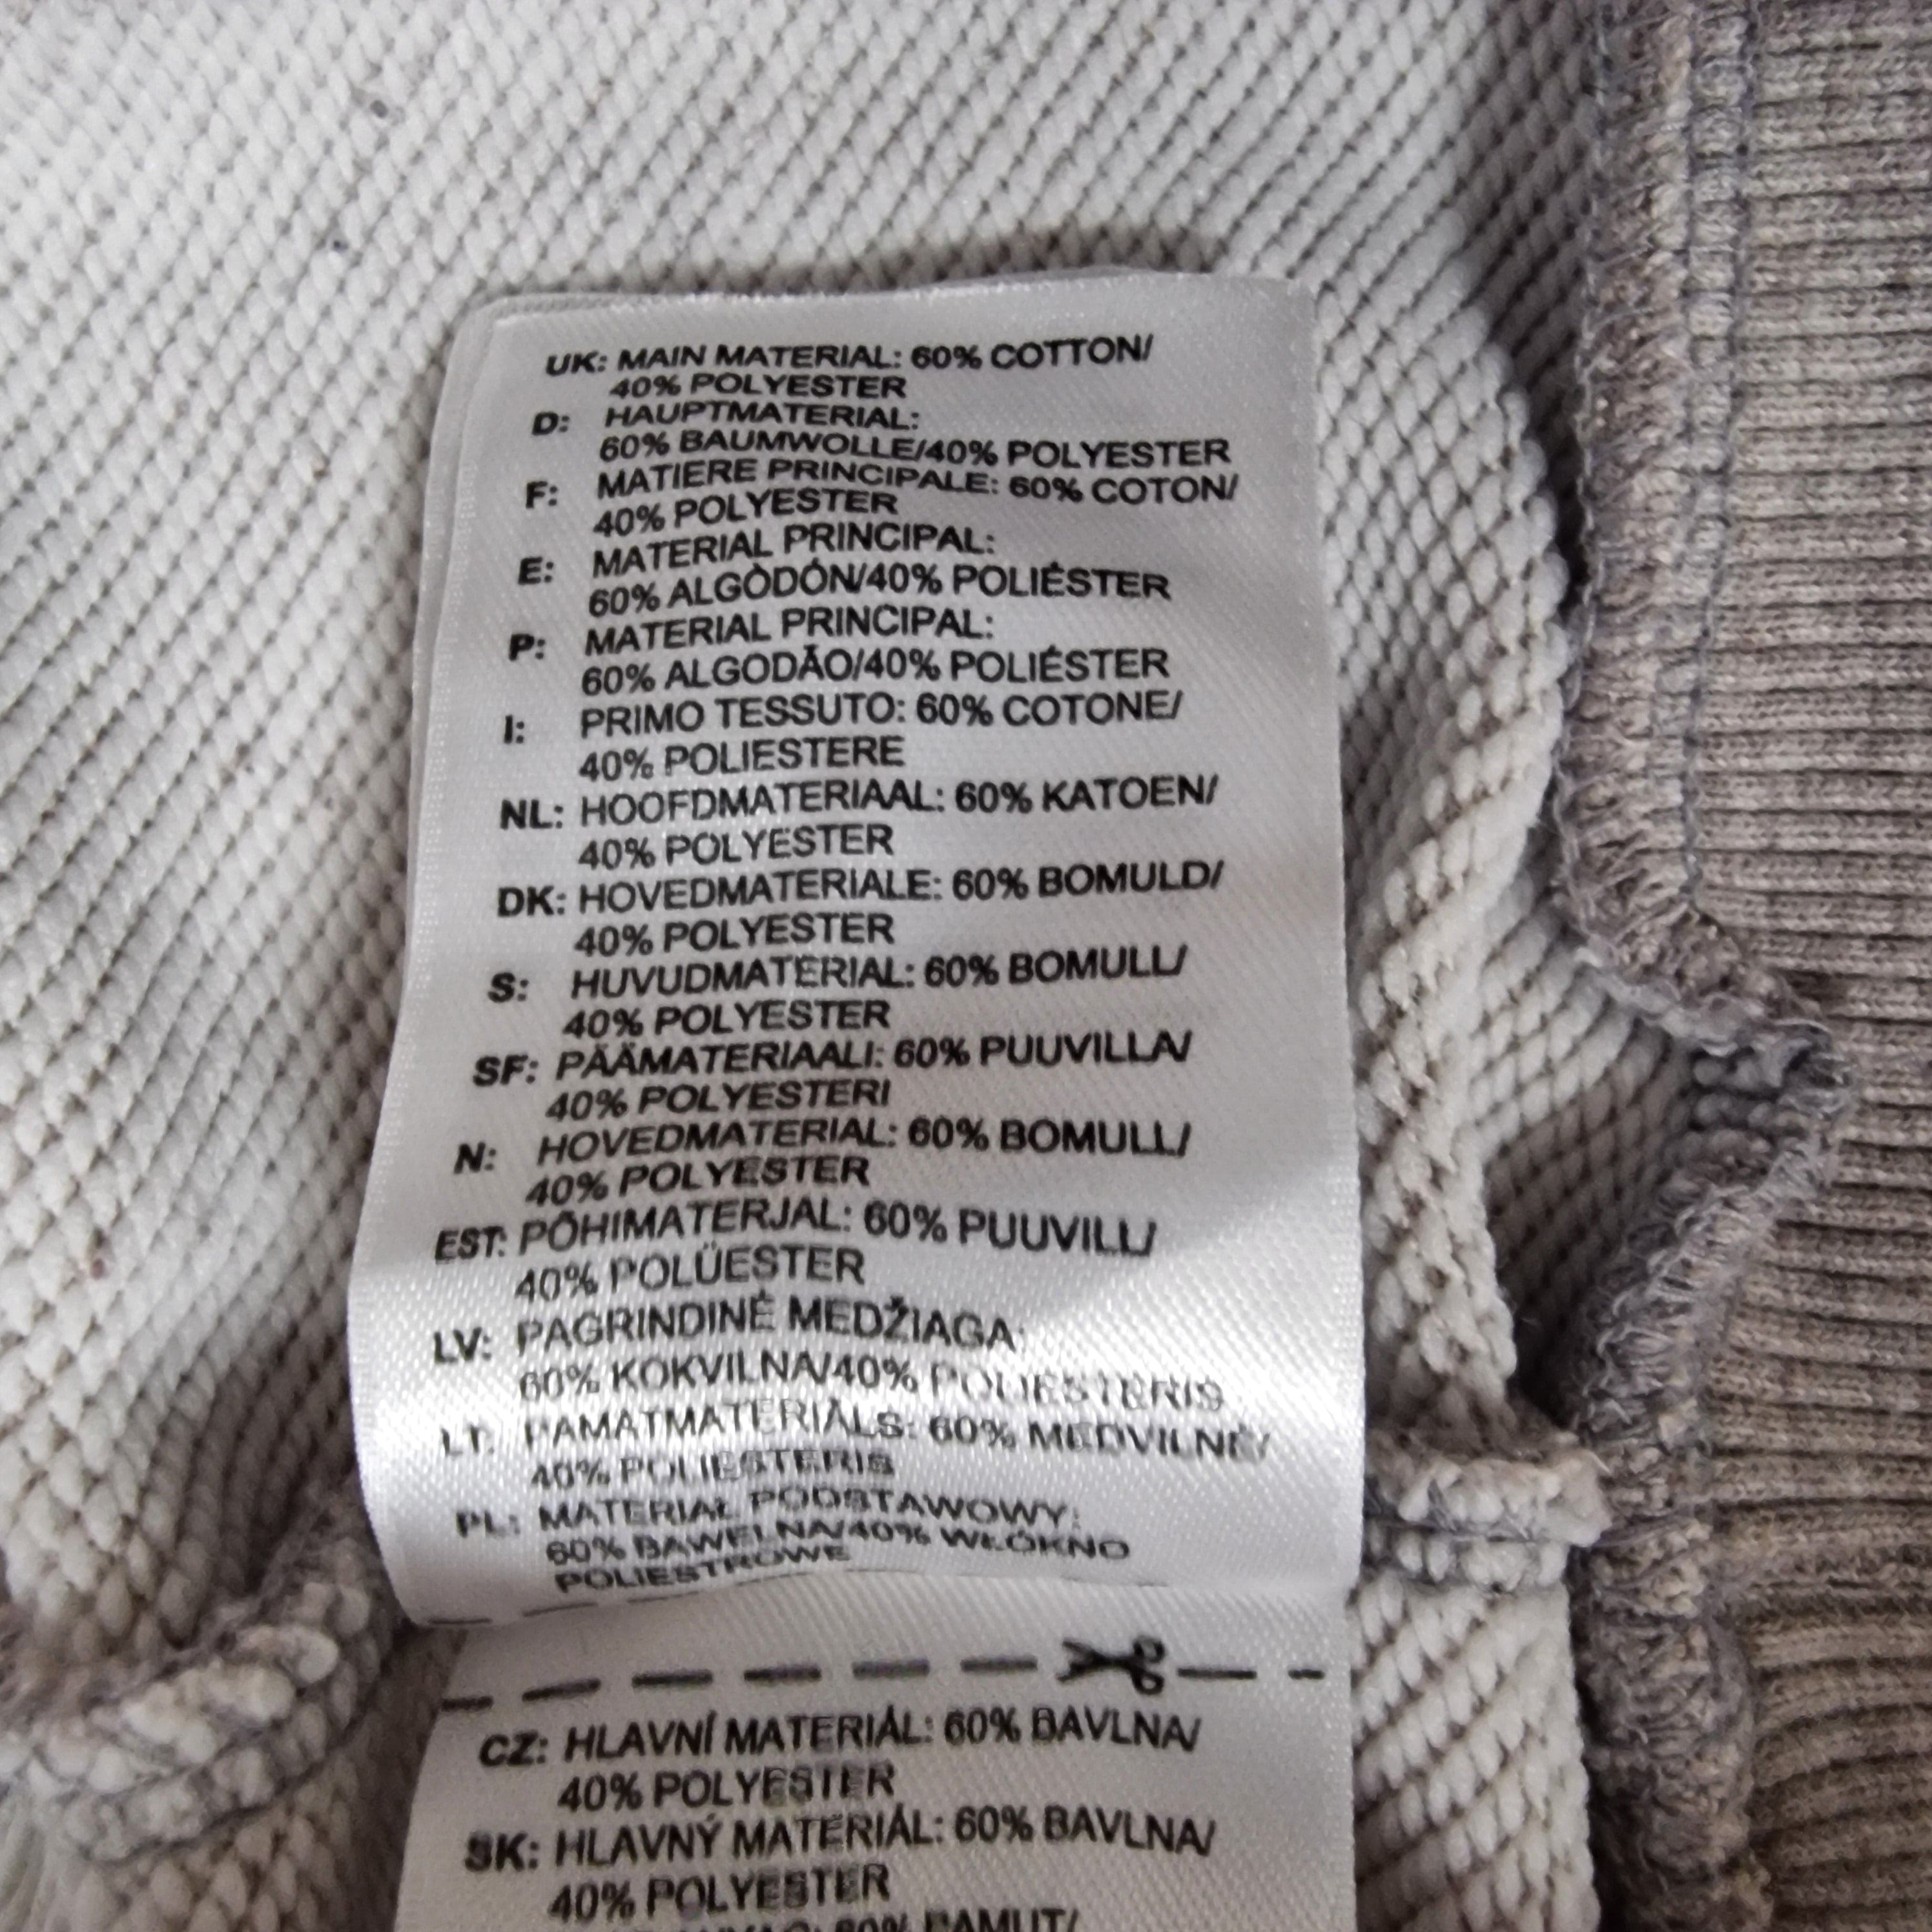 UK: MAIN MATERIAL: 60% COTTON/
40% POLYESTER
D: HAUPTMATERIAL:
60% BAUMWOLLE/40% POLYESTER
F: MATIERE PRINCIPALE: 60% COTON/
40% POLYESTER
E: MATERIAL PRINCIPAL:
60% ALGÒDÓN/40% POLIÉSTER
P: MATERIAL PRINCIPAL:
60% ALGODÃO/40% POLIÉSTER
I: PRIMO TESSUTO: 60% COTONE/
40% POLIESTERE
NL: HOOFDMATERIAAL: 60% KATOEN/
40% POLYESTER
DK: HOVEDMATERIALE: 60% BOMULD/
40% POLYESTER
S: HUVUDMATERIAL: 60% BOMULL/
40% POLYESTER
SF: PÄÄMATERIAALI: 60% PUUVILLA/
40% POLYESTERI
N: HOVEDMATERIAL: 60% BOMULL/
40% POLYESTER
EST: PÕHIMATERJAL: 60% PUUVILL/
40% POLÜESTER
LV: PAGRINDINĖ MEDŽIAGA:
60% KOKVILNA/40% POLIESTERIS
LT: PAMATMATERIĀLS: 60% MEDVILNĖ/
40% POLIESTERIS
PL: MATERIAŁ PODSTAWOWY:
60% BAWEŁNA/40% WŁÓKNO
POLIESTROWE
CZ: HLAVNÍ MATERIÁL: 60% BAVLNA/
40% POLYESTER
SK: HLAVNÝ MATERIÁL: 60% BAVLNA/
40% POLYESTER
60% PAMUT/